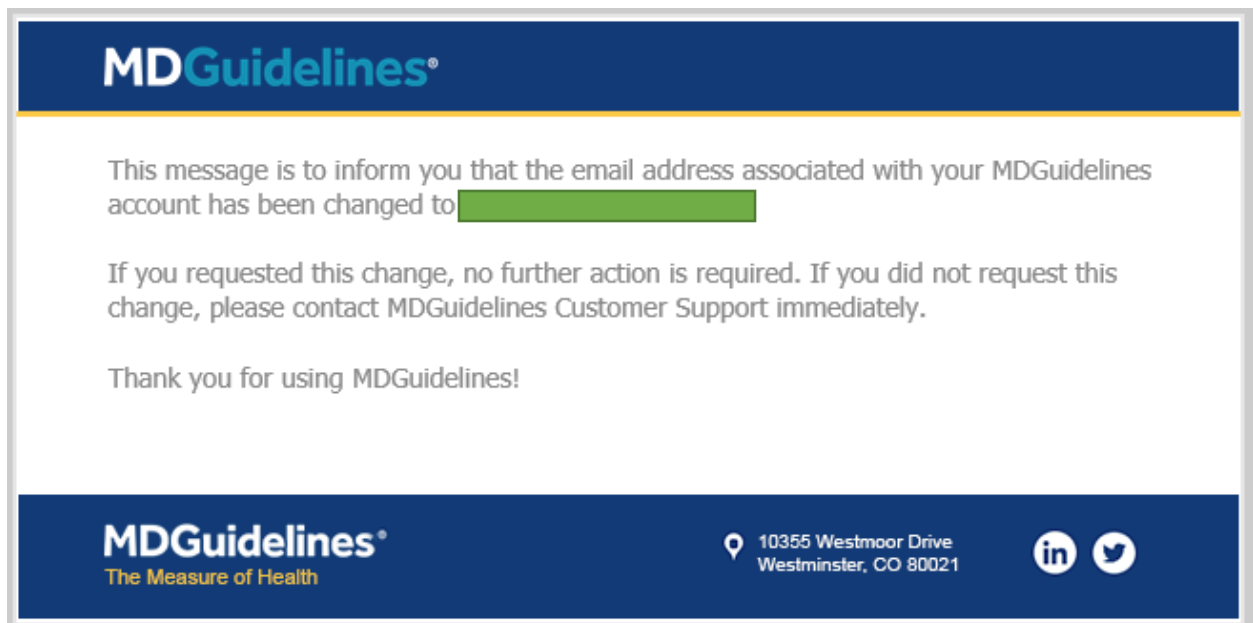 MDGuidelines®
This message is to inform you that the email address associated with your MDGuidelines
account has been changed to
If you requested this change, no further action is required. If you did not request this
change, please contact MDGuidelines Customer Support immediately.
Thank you for using MDGuidelines!
MDGuidelines®
The Measure of Health
10355 Westmoor Drive
Westminster, CO 80021
in